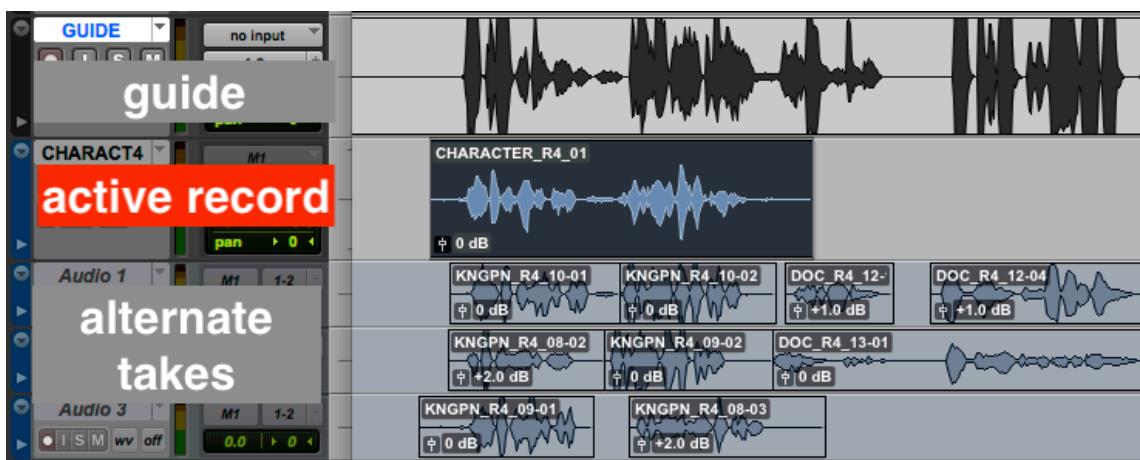 GUIDE
no input
I S M
guide
pan
CHARACT4
M1
CHARACTER_R4_01
active record
pan 0
0 dB
Audio 1
M1 1-2
KNGPN_R4_10-01
KNGPN_R4_10-02
DOC_R4_12-
DOC_R4_12-04
0 dB
0 dB
+1.0 dB
+1.0 dB
alternate
takes
KNGPN_R4_08-02
KNGPN_R4_09-02
DOC_R4_13-01
+2.0 dB
0 dB
0 dB
Audio 3
M1 1-2
KNGPN_R4_09-01
KNGPN_R4_08-03
I S M wv off
0.0 0
0 dB
+2.0 dB